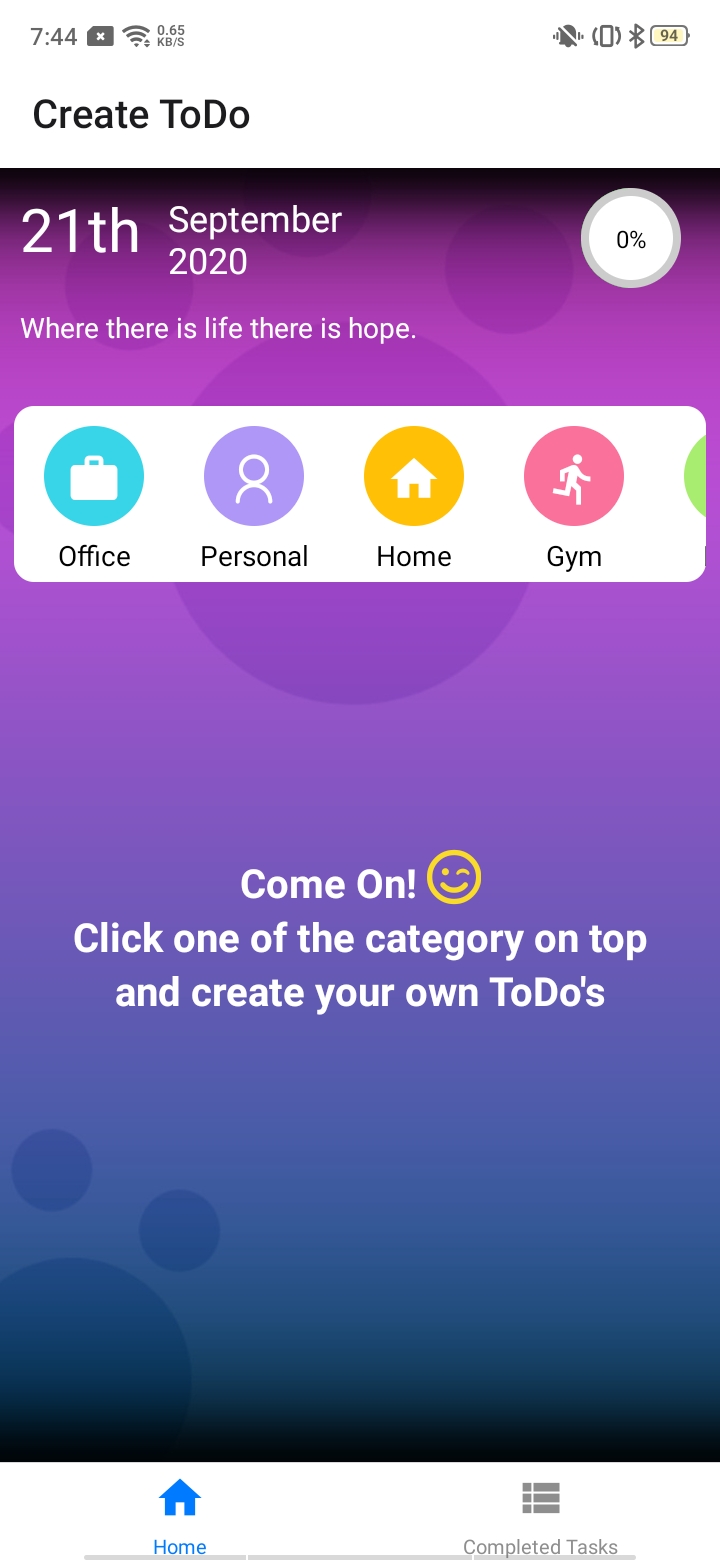 7:44
0.65
KB/S
94
Create ToDo
21th
September
2020
0%
Where there is life there is hope.
Office
Personal
Home
Gym
Come On!
Click one of the category on top
and create your own ToDo's
Home
Completed Tasks